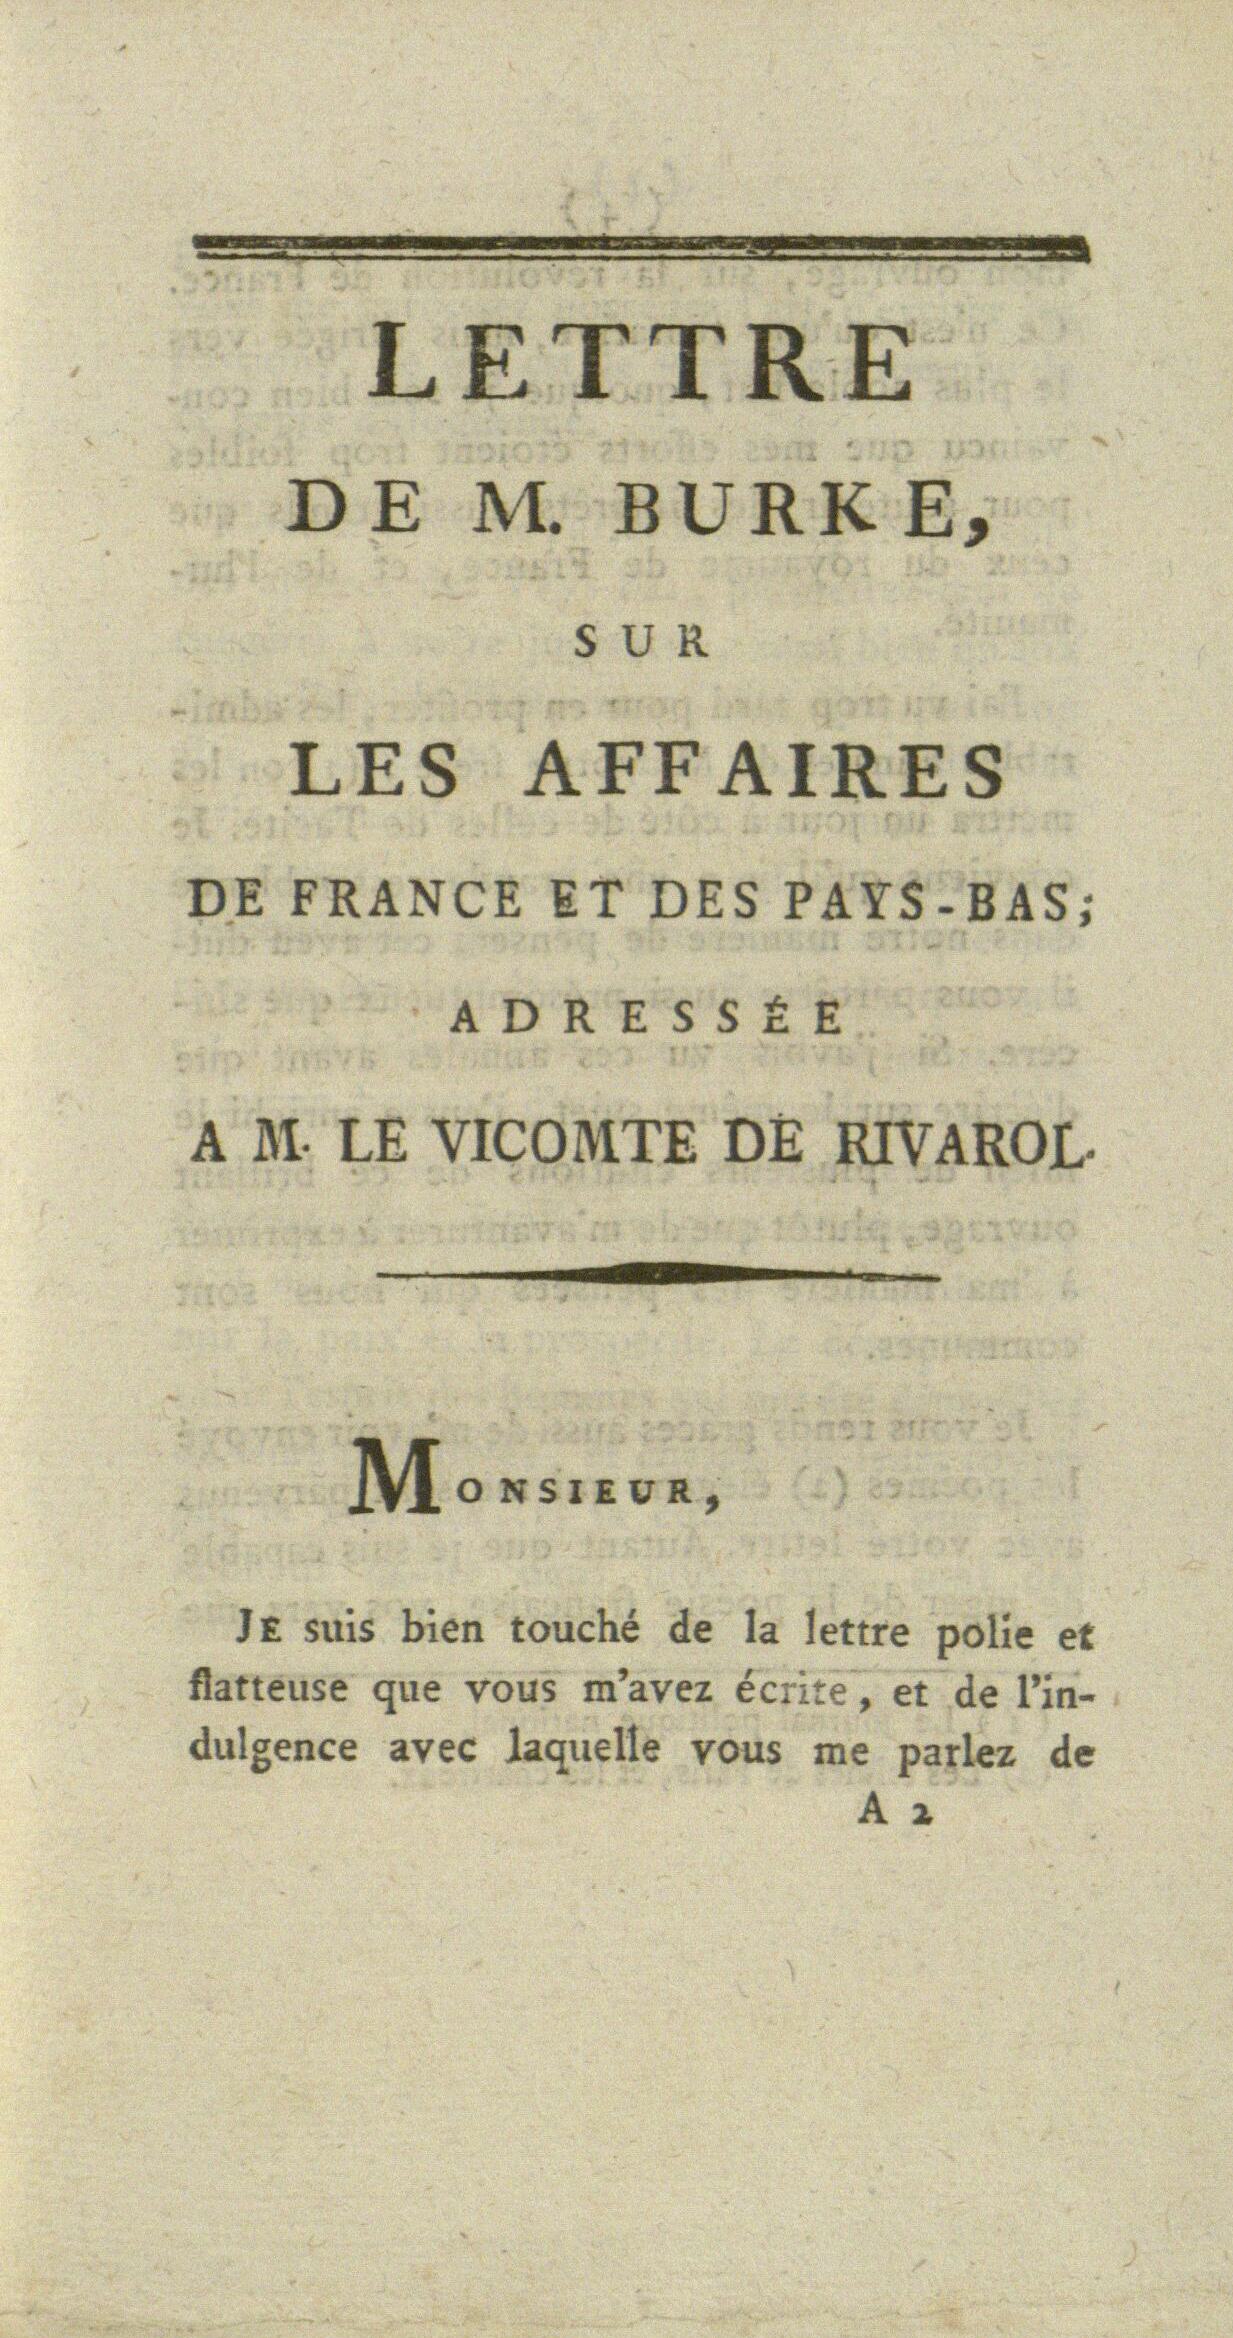 LETTRE
DE M. BURKE,
SUR
LES AFFAIRES
DE FRANCE ET DES PAYS-BAS;
ADRESSÉE
A M. LE VICOMTE DE RIVAROL.
MONSIEUR,
JE suis bien touché de la lettre polie et
flatteuse que vous m'avez écrite, et de l'in-
dulgence avec laquelle vous me parlez de
A 2